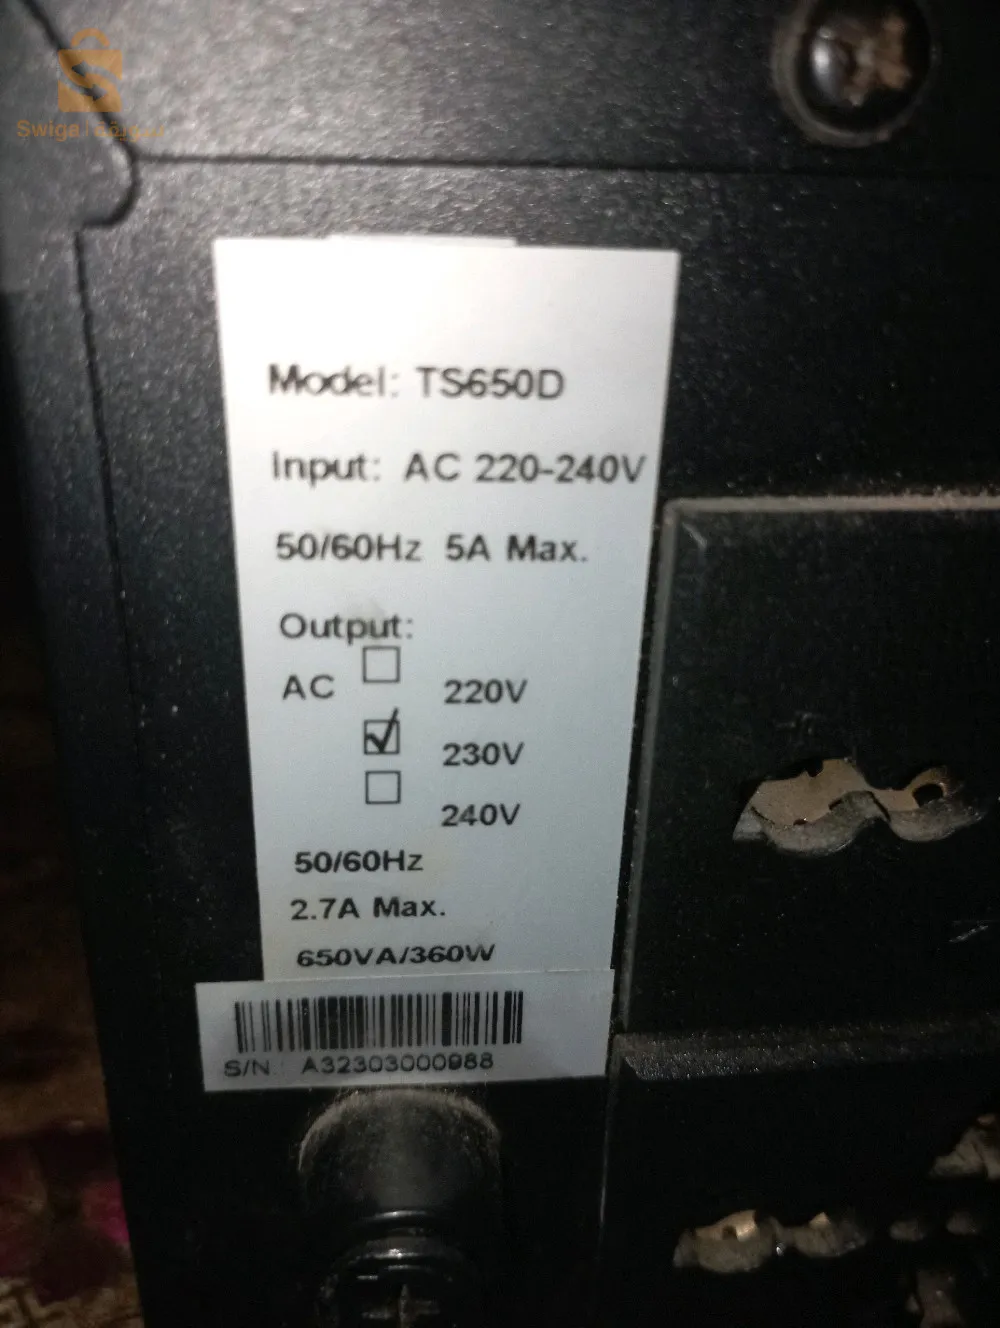 Swiga | سويقة
Model: TS650D
Input: AC 220-240V
50/60Hz 5A Max.
Output:
AC 220V
230V
240V
50/60Hz
2.7A Max.
650VA/360W
S/N.: A32303000988